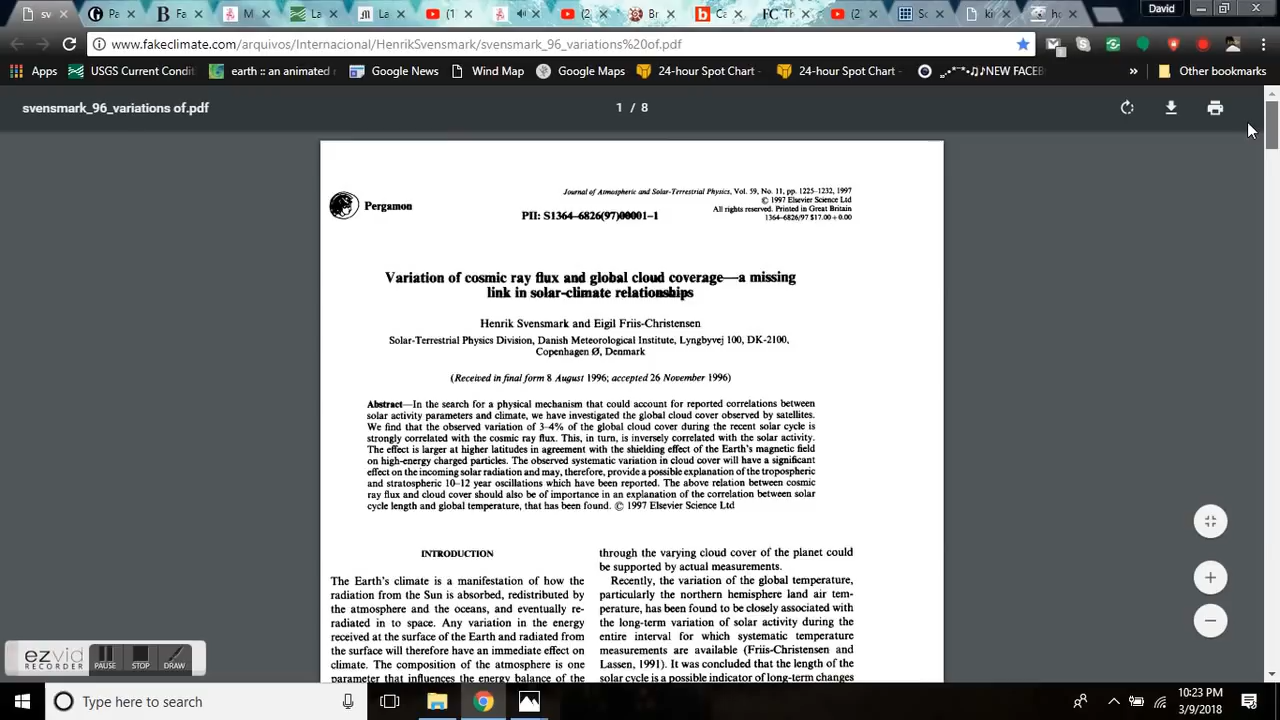 David
www.fakeclimate.com/arquivos/Internacional/HenrikSvensmark/svensmark_96_variations%20of.pdf
Apps
USGS Current Condit
earth :: an animated
Google News
Wind Map
Google Maps
24-hour Spot Chart -
24-hour Spot Chart -
NEW FACEB
»
Other bookmarks
svensmark_96_variations of.pdf
1 / 8
Journal of Atmospheric and Solar-Terrestrial Physics, Vol. 59, No. 11, pp. 1225–1232, 1997
© 1997 Elsevier Science Ltd
All rights reserved. Printed in Great Britain
1364–6826/97 $17.00+0.00
Pergamon
PII: S1364–6826(97)00001–1
Variation of cosmic ray flux and global cloud coverage—a missing
link in solar-climate relationships
Henrik Svensmark and Eigil Friis-Christensen
Solar-Terrestrial Physics Division, Danish Meteorological Institute, Lyngbyvej 100, DK-2100,
Copenhagen Ø, Denmark
(Received in final form 8 August 1996; accepted 26 November 1996)
Abstract—In the search for a physical mechanism that could account for reported correlations between
solar activity parameters and climate, we have investigated the global cloud cover observed by satellites.
We find that the observed variation of 3–4% of the global cloud cover during the recent solar cycle is
strongly correlated with the cosmic ray flux. This, in turn, is inversely correlated with the solar activity.
The effect is larger at higher latitudes in agreement with the shielding effect of the Earth's magnetic field
on high-energy charged particles. The observed systematic variation in cloud cover will have a significant
effect on the incoming solar radiation and may, therefore, provide a possible explanation of the tropospheric
and stratospheric 10–12 year oscillations which have been reported. The above relation between cosmic
ray flux and cloud cover should also be of importance in an explanation of the correlation between solar
cycle length and global temperature, that has been found. © 1997 Elsevier Science Ltd
INTRODUCTION
The Earth's climate is a manifestation of how the
radiation from the Sun is absorbed, redistributed by
the atmosphere and the oceans, and eventually re-
radiated in to space. Any variation in the energy
received at the surface of the Earth and radiated from
the surface will therefore have an immediate effect on
climate. The composition of the atmosphere is one
parameter that influences the energy balance of the
through the varying cloud cover of the planet could
be supported by actual measurements.
Recently, the variation of the global temperature,
particularly the northern hemisphere land air tem-
perature, has been found to be closely associated with
the long-term variation of solar activity during the
entire interval for which systematic temperature
measurements are available (Friis-Christensen and
Lassen, 1991). It was concluded that the length of the
solar cycle is a possible indicator of long-term changes
ezvid
RECORDER
PAUSE
STOP
DRAW
Type here to search
10:23 PM
3/9/2018